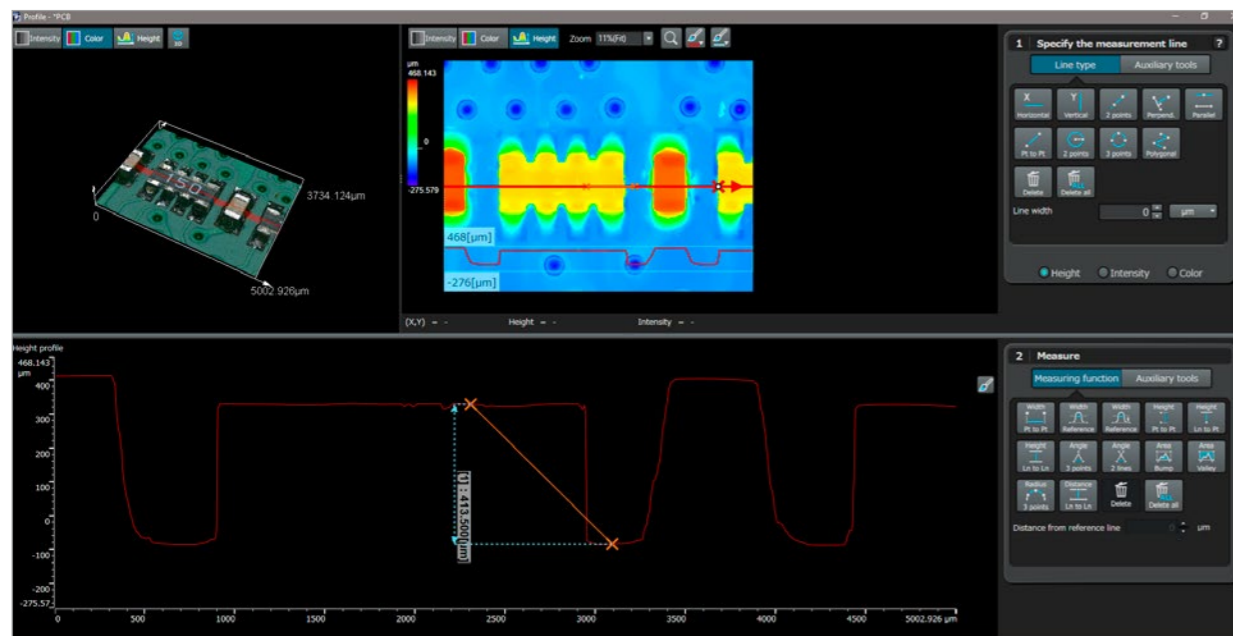 Profile - *PCB
Intensity Color Height 3D
Intensity Color Height Zoom 11%(Fit)
µm
468.143
0
-275.579
150
3734.124µm
0
5002.926µm
468[µm]
-276[µm]
(X,Y) = - Height = - Intensity = -
1 Specify the measurement line ?
Line type Auxiliary tools
X Y
Horizontal Vertical 2 points Perpend. Parallel
Pt to Pt 2 points 3 points Polygonal
Delete Delete all
Line width 0 µm
Height Intensity Color
Height profile
468.143
µm
400
300
200
100
0
-100
-200
-275.57
[1] : 413.500[µm]
0 500 1000 1500 2000 2500 3000 3500 4000 4500 5002.926 µm
2 Measure
Measuring function Auxiliary tools
Width Width Width Height Height
Pt to Pt Reference Reference Pt to Pt Ln to Pt
Height Angle Angle Area Area
Ln to Ln 3 points 2 lines Bump Valley
Radius Distance
3 points Ln to Ln Delete Delete all
Distance from reference line 0 µm